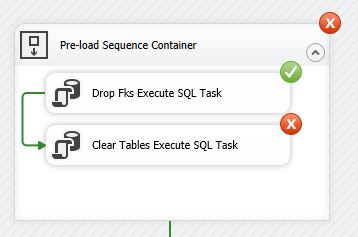 Pre-load Sequence Container
Drop Fks Execute SQL Task
Clear Tables Execute SQL Task